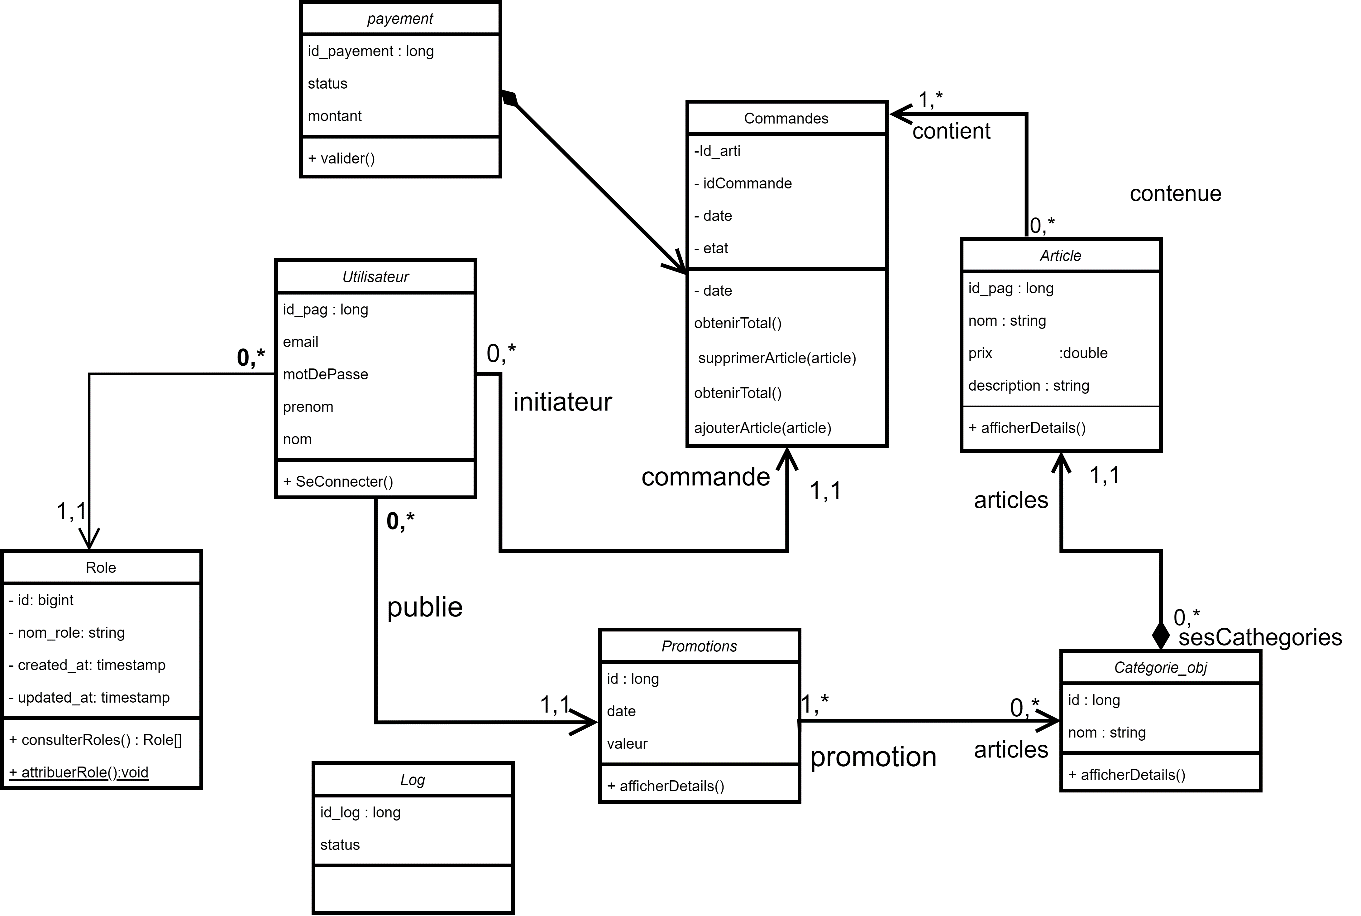 payement
id_payement : long
status
montant
+ valider()
Commandes
-Id_arti
- idCommande
- date
- etat
- date
obtenirTotal()
supprimerArticle(article)
obtenirTotal()
ajouterArticle(article)
1,*
contient
contenue
0,*
Article
id_pag : long
nom : string
prix :double
description : string
+ afficherDetails()
Utilisateur
id_pag : long
email
motDePasse
prenom
nom
+ SeConnecter()
0,*
0,*
initiateur
commande
1,1
1,1
articles
1,1
0,*
publie
Role
- id: bigint
- nom_role: string
- created_at: timestamp
- updated_at: timestamp
+ consulterRoles() : Role[]
+ attribuerRole():void
1,1
Promotions
id : long
date
valeur
+ afficherDetails()
1,*
promotion
0,*
articles
0,*
sesCathegories
Catégorie_obj
id : long
nom : string
+ afficherDetails()
Log
id_log : long
status